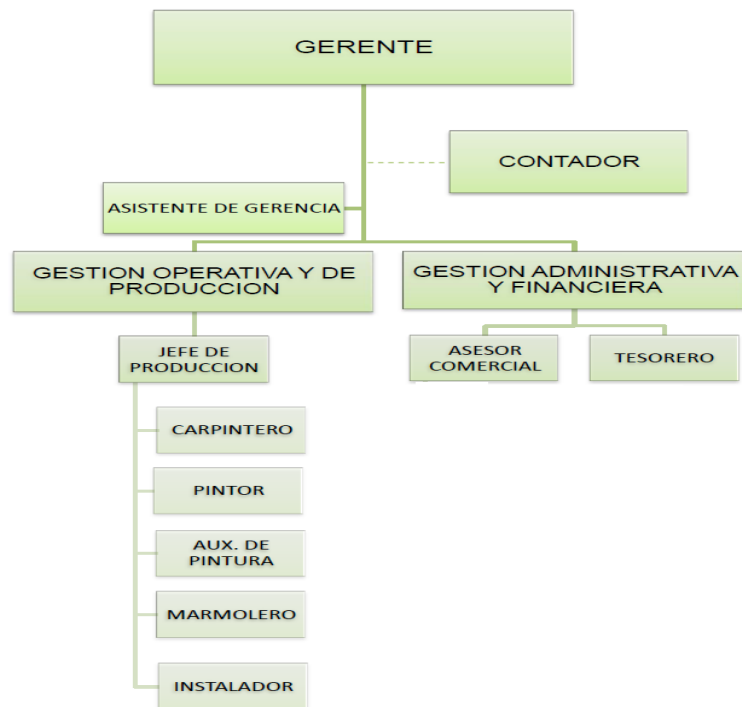 GERENTE
CONTADOR
ASISTENTE DE GERENCIA
GESTION OPERATIVA Y DE
PRODUCCION
GESTION ADMINISTRATIVA
Y FINANCIERA
JEFE DE
PRODUCCION
ASESOR
COMERCIAL
TESORERO
CARPINTERO
PINTOR
AUX. DE
PINTURA
MARMOLERO
INSTALADOR